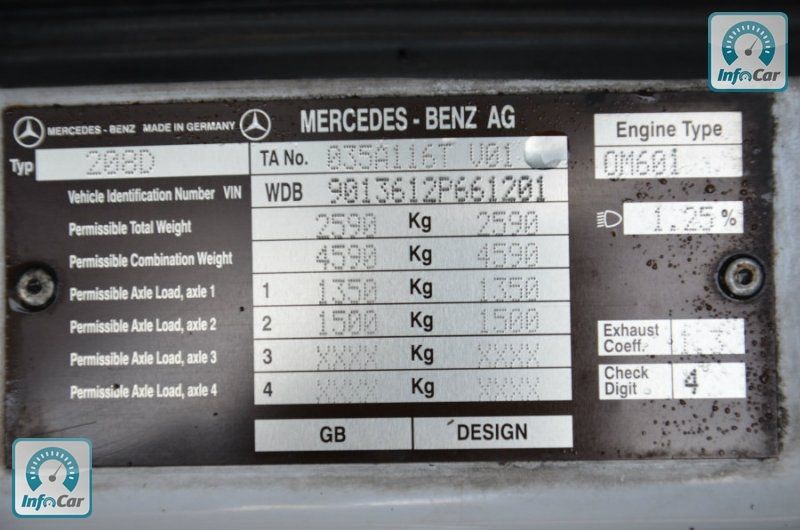 InfoCar
MERCEDES - BENZ MADE IN GERMANY
MERCEDES - BENZ AG
Engine Type
Typ 208D
TA No. 035A116T V01
OM601
Vehicle Identification Number VIN WDB 9013612P661201
Permissible Total Weight 2590 Kg 2590
1.25 %
Permissible Combination Weight 4590 Kg 4590
Permissible Axle Load, axle 1 1 1350 Kg 1350
Permissible Axle Load, axle 2 2 1500 Kg 1500
Exhaust
Coeff.
Permissible Axle Load, axle 3 3 XXXX Kg XXXX
Check
Digit 4
Permissible Axle Load, axle 4 4 XXXX Kg XXXX
GB DESIGN
InfoCar